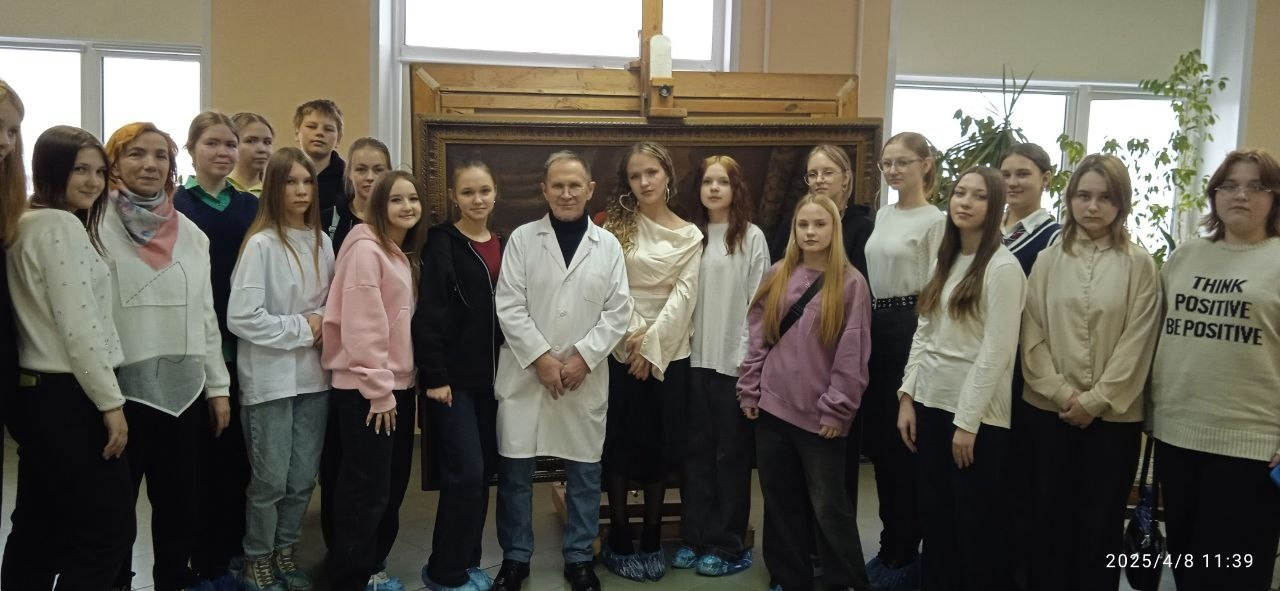 THINK
POSITIVE
BE POSITIVE
2025/4/8 11:39